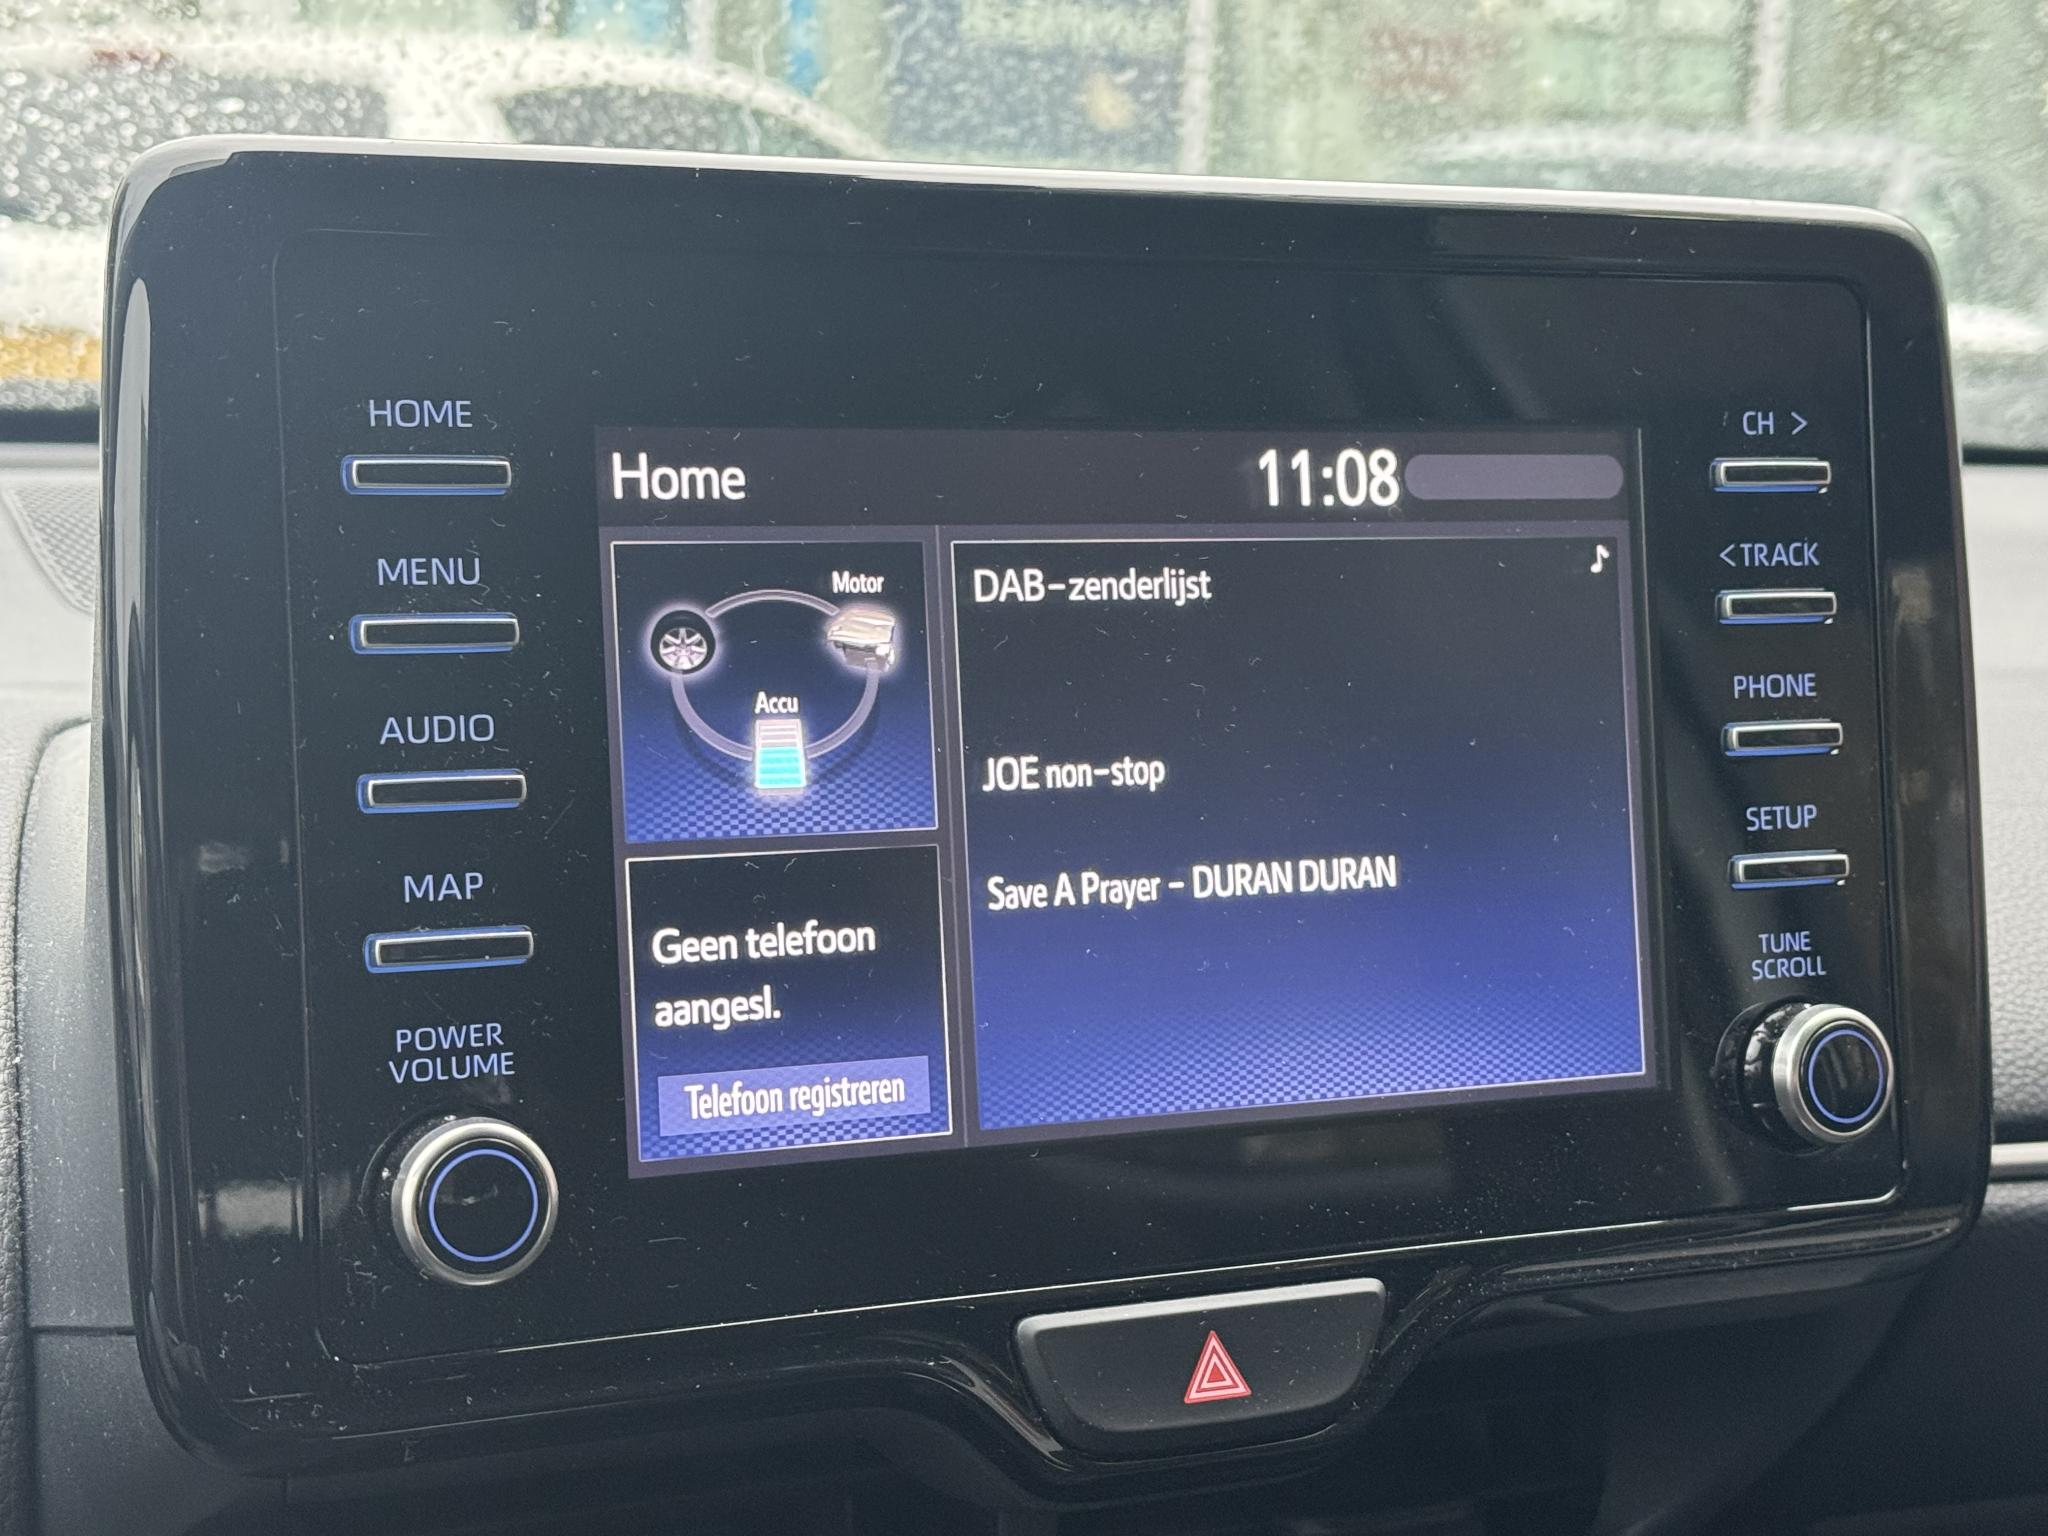 HOME
MENU
AUDIO
MAP
POWER
VOLUME
Home
11:08
Motor
Accu
Geen telefoon
aangesl.
Telefoon registreren
DAB-zenderlijst
JOE non-stop
Save A Prayer - DURAN DURAN
CH >
<TRACK
PHONE
SETUP
TUNE
SCROLL